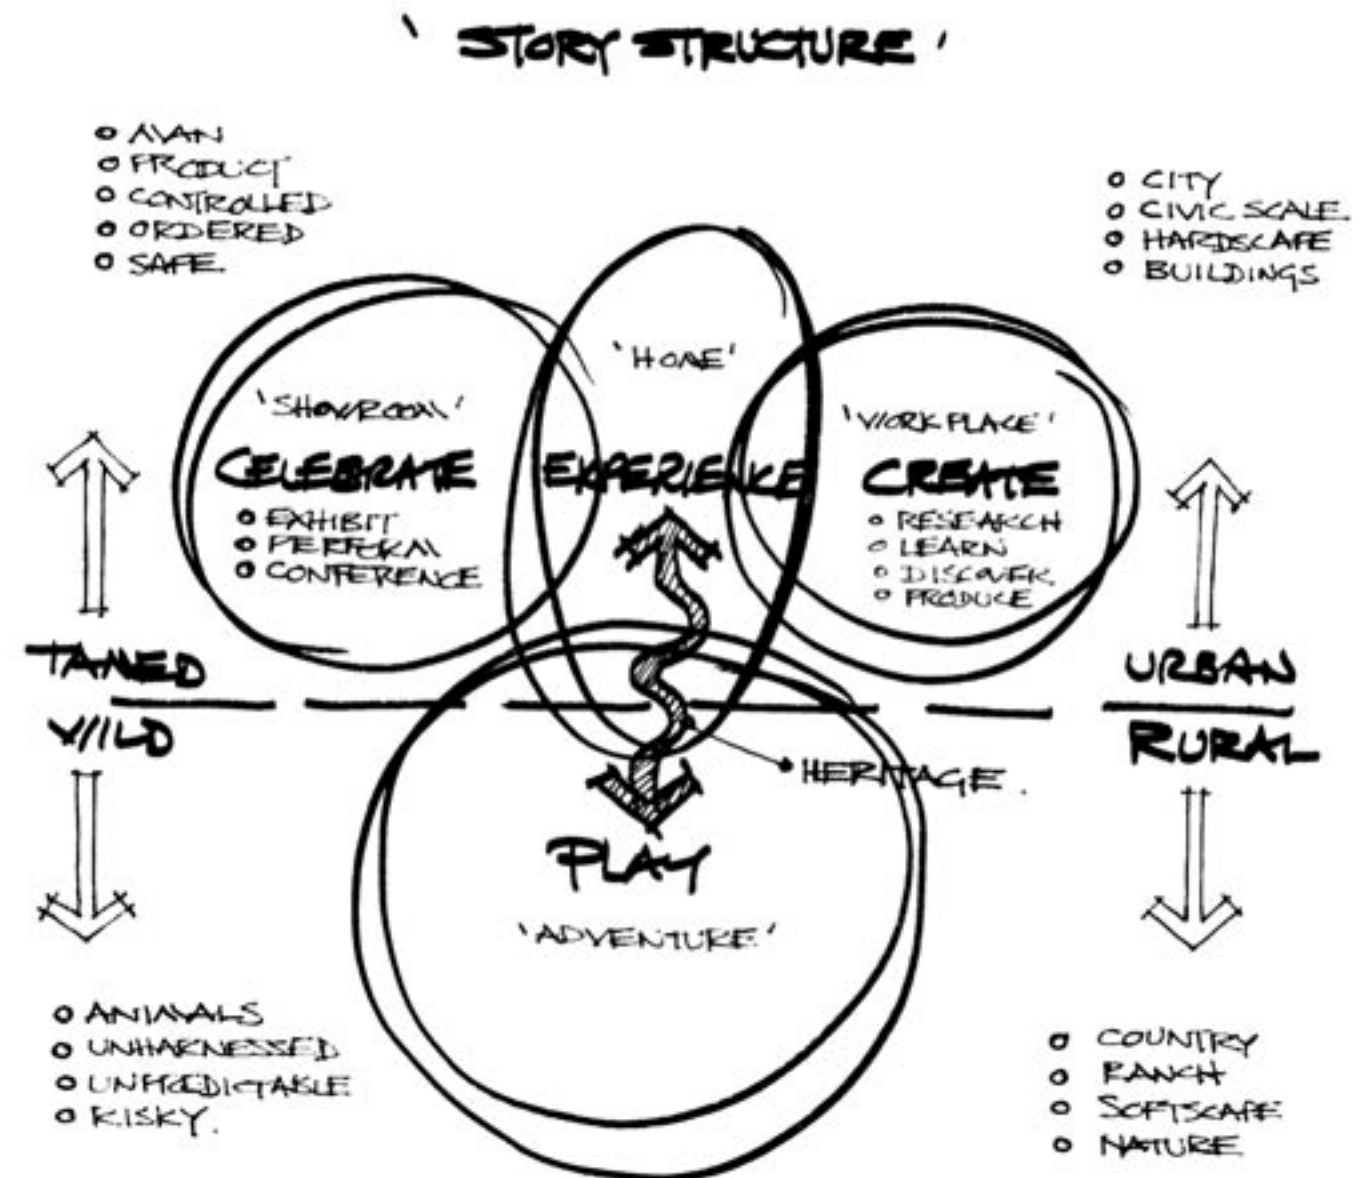 ' STORY STRUCTURE '
o MAN
o PRODUCT
o CONTROLLED
o ORDERED
o SAFE.
o CITY
o CIVIC SCALE.
o HARDSCAPE
o BUILDINGS
'SHOWROOM'
CELEBRATE
o EXHIBIT
o PERFORM
o CONFERENCE
'HOME'
EXPERIENCE
'WORKPLACE'
CREATE
o RESEARCH
o LEARN
o DISCOVER.
o PRODUCE
TAMED
WILD
URBAN
RURAL
HERITAGE.
PLAY
'ADVENTURE'
o ANIMALS
o UNHARNESSED
o UNPREDICTABLE
o RISKY.
o COUNTRY
o RANCH
o SOFTSCAPE
o NATURE